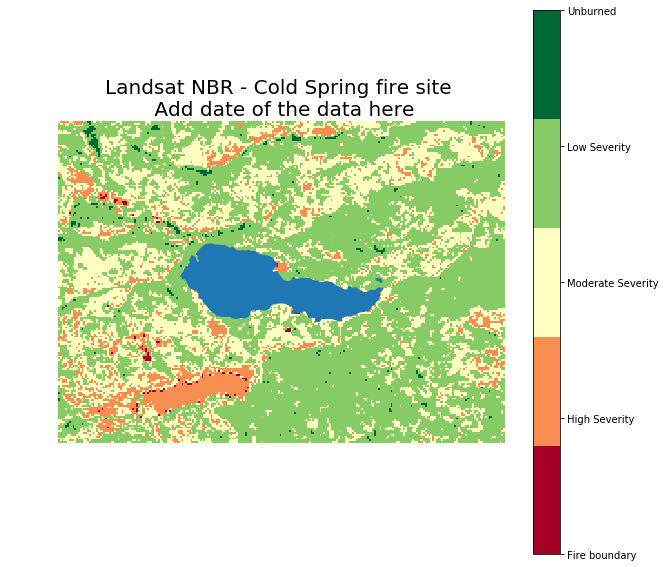 Landsat NBR - Cold Spring fire site
Add date of the data here
Unburned
Low Severity
Moderate Severity
High Severity
Fire boundary